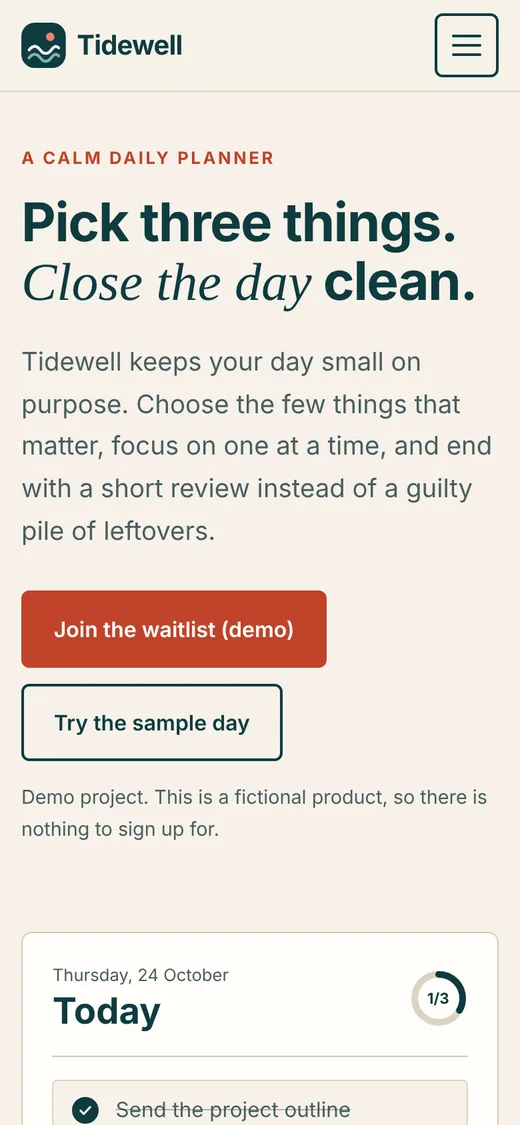 Tidewell
A CALM DAILY PLANNER
Pick three things.
Close the day clean.
Tidewell keeps your day small on
purpose. Choose the few things that
matter, focus on one at a time, and end
with a short review instead of a guilty
pile of leftovers.
Join the waitlist (demo)
Try the sample day
Demo project. This is a fictional product, so there is
nothing to sign up for.
Thursday, 24 October
Today
1/3
Send the project outline